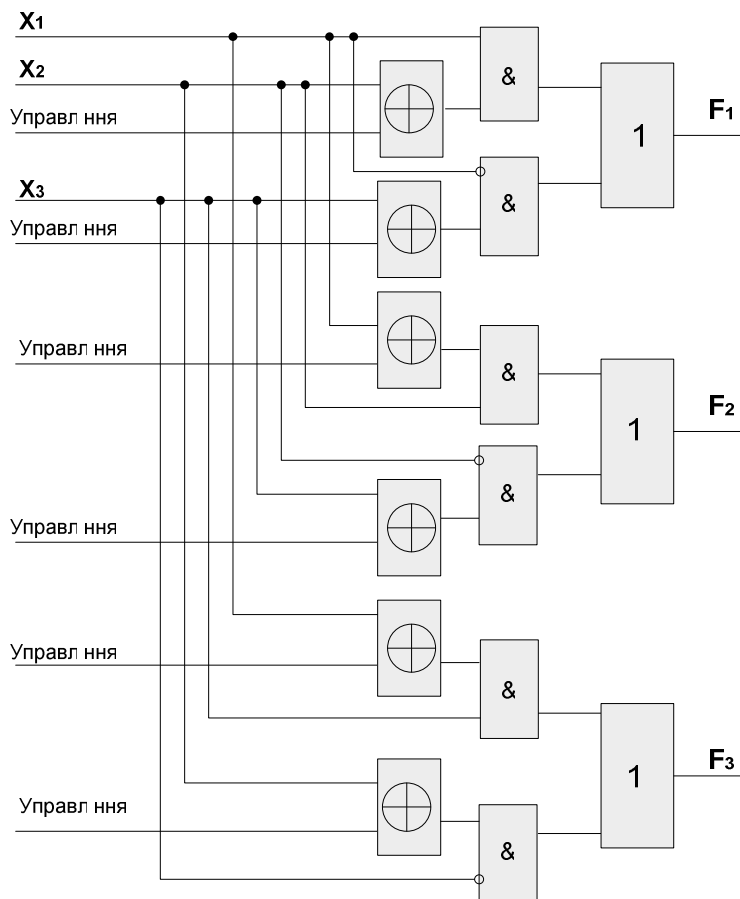 X1
&
X2
Управл ння
1
F1
X3
&
Управл ння
Управл ння
&
1
F2
&
Управл ння
Управл ння
&
1
F3
Управл ння
&